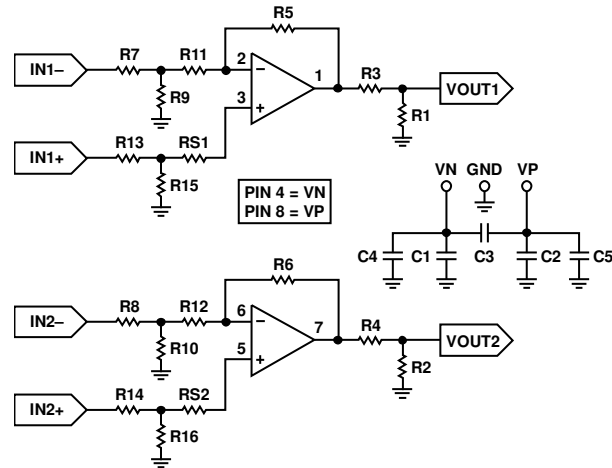 R5
R7
R11
IN1–
2
–
1
R3
VOUT1
R9
3
+
R1
R13
RS1
IN1+
R15
PIN 4 = VN
PIN 8 = VP
VN
GND
VP
C4
C1
C3
C2
C5
R6
R8
R12
IN2–
6
–
7
R4
VOUT2
R10
5
+
R2
R14
RS2
IN2+
R16